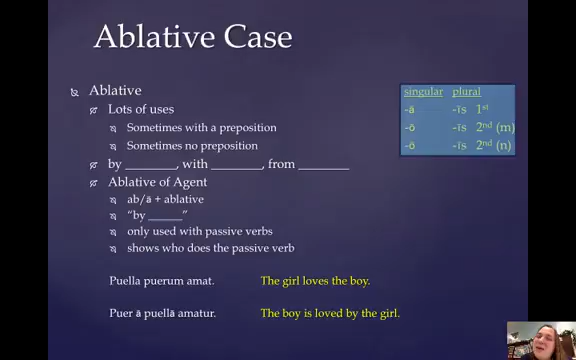 Ablative Case
Ablative
Lots of uses
Sometimes with a preposition
Sometimes no preposition
by ________, with ________, from ________
Ablative of Agent
ab/ā + ablative
"by ______"
only used with passive verbs
shows who does the passive verb
singular plural
-ā -īs 1st
-ō -īs 2nd (m)
-ō -īs 2nd (n)
Puella puerum amat. The girl loves the boy.
Puer ā puellā amatur. The boy is loved by the girl.